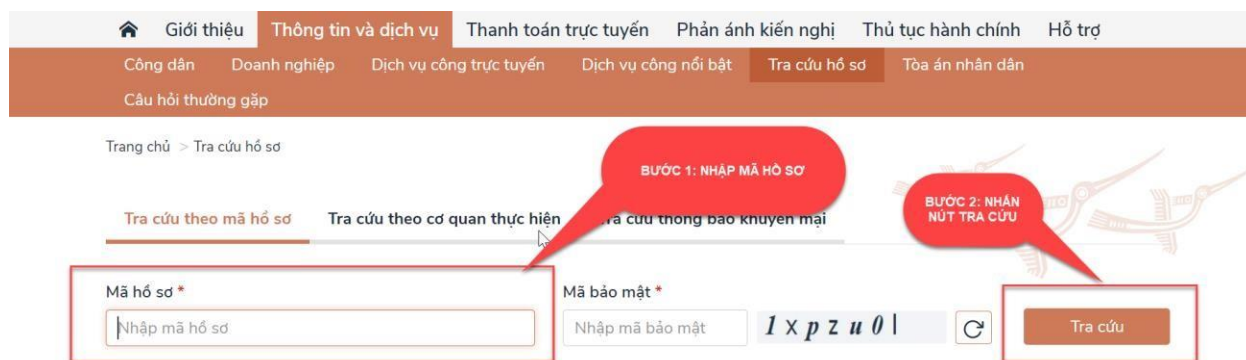 Giới thiệu Thông tin và dịch vụ Thanh toán trực tuyến Phản ánh kiến nghị Thủ tục hành chính Hỗ trợ
Công dân Doanh nghiệp Dịch vụ công trực tuyến Dịch vụ công nổi bật Tra cứu hồ sơ Tòa án nhân dân
Câu hỏi thường gặp
Trang chủ > Tra cứu hồ sơ
BƯỚC 1: NHẬP MÃ HỒ SƠ
BƯỚC 2: NHẤN
NÚT TRA CỨU
Tra cứu theo mã hồ sơ Tra cứu theo cơ quan thực hiện Tra cứu thông báo khuyến mại
Mã hồ sơ * Mã bảo mật *
Nhập mã hồ sơ Nhập mã bảo mật 1 x p z u 0 l Tra cứu